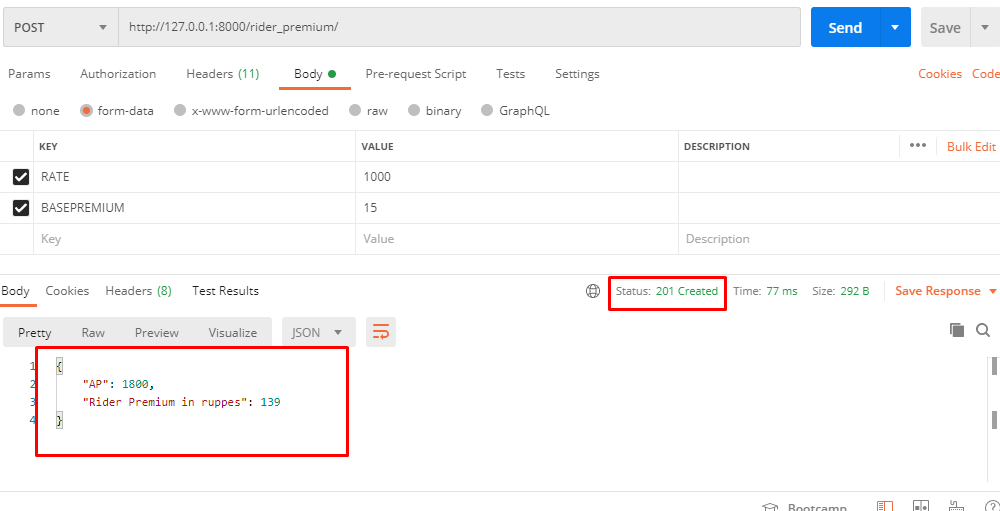 POST http://127.0.0.1:8000/rider_premium/ Send Save
Params Authorization Headers (11) Body Pre-request Script Tests Settings Cookies Code
none form-data x-www-form-urlencoded raw binary GraphQL
KEY VALUE DESCRIPTION ••• Bulk Edit
RATE 1000
BASEPREMIUM 15
Key Value Description
Body Cookies Headers (8) Test Results Status: 201 Created Time: 77 ms Size: 292 B Save Response
Pretty Raw Preview Visualize JSON
1 {
2 "AP": 1800,
3 "Rider Premium in ruppes": 139
4 }
Bootcamp